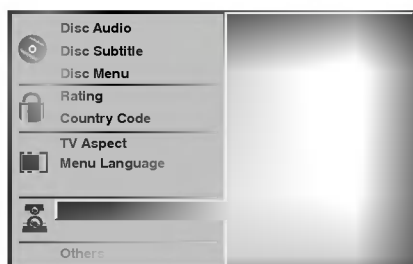 Disc Audio
Disc Subtitle
Disc Menu
Rating
Country Code
TV Aspect
Menu Language
Others